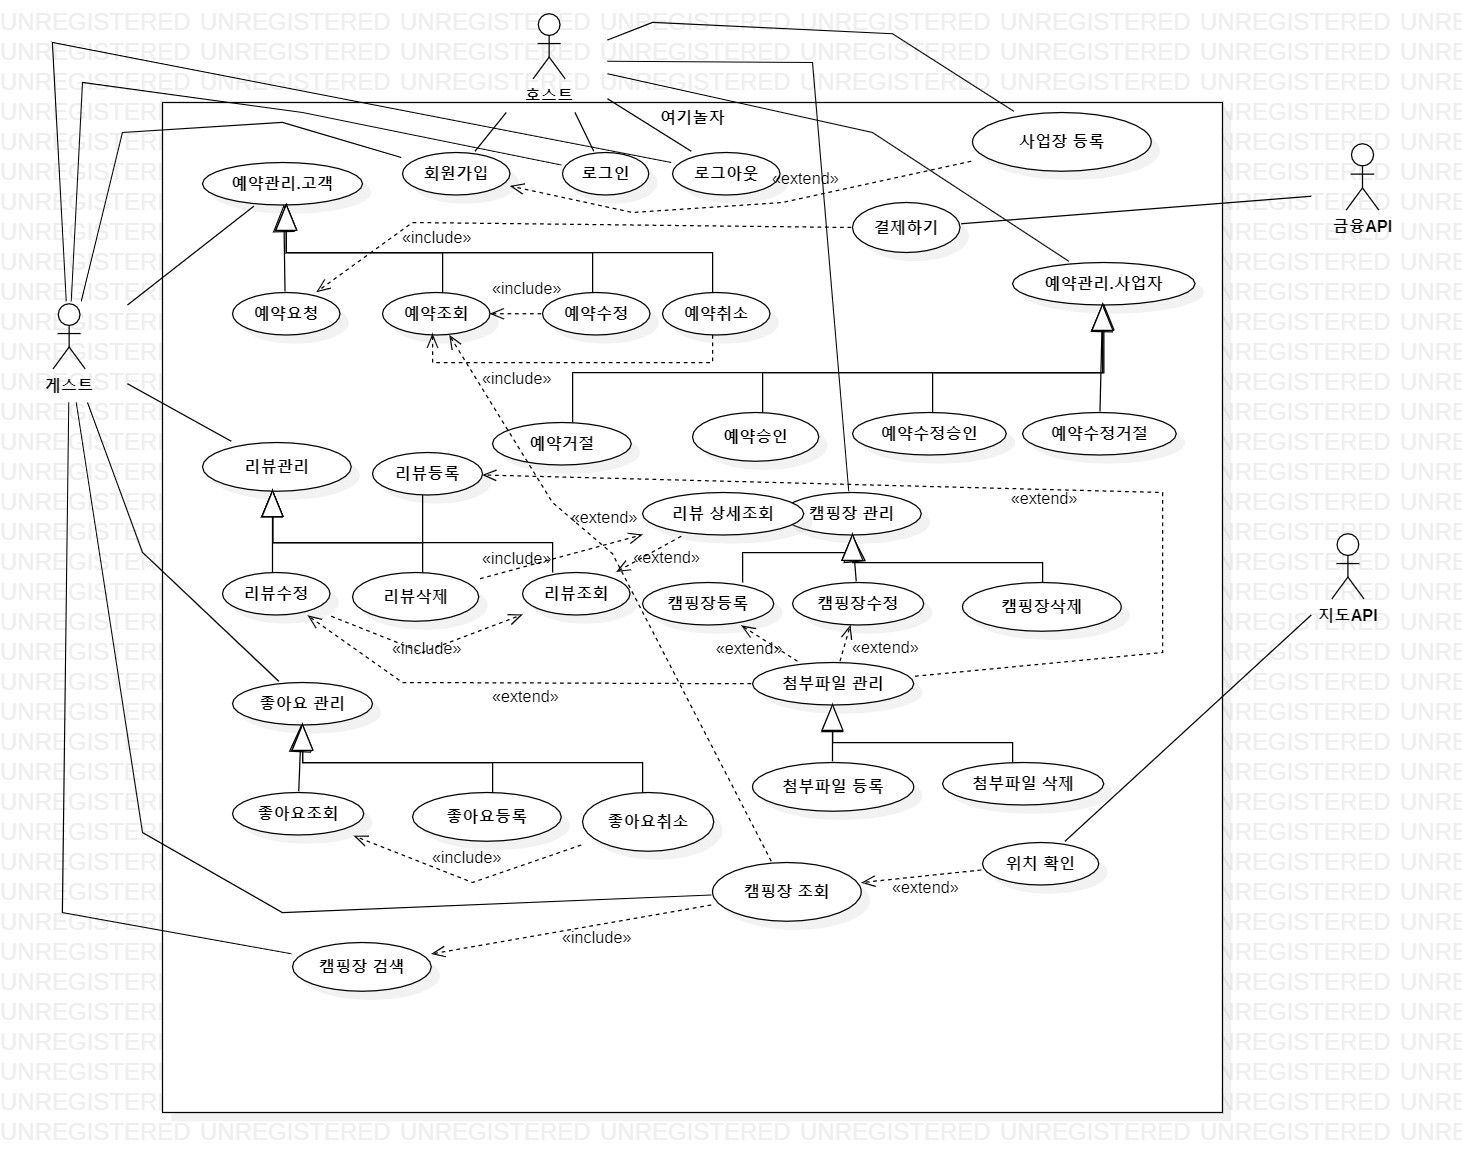 호스트
여기놀자
사업장 등록
회원가입
로그인
로그아웃
«extend»
예약관리.고객
결제하기
금융API
«include»
예약관리.사업자
«include»
예약요청
예약조회
예약수정
예약취소
게스트
«include»
예약거절
예약승인
예약수정승인
예약수정거절
리뷰관리
리뷰등록
«extend»
리뷰 상세조회
캠핑장 관리
«extend»
«include»
«extend»
리뷰수정
리뷰삭제
리뷰조회
캠핑장등록
캠핑장수정
캠핑장삭제
지도API
«include»
«extend»
«extend»
첨부파일 관리
«extend»
좋아요 관리
첨부파일 등록
첨부파일 삭제
좋아요조회
좋아요등록
좋아요취소
«include»
위치 확인
캠핑장 조회
«extend»
«include»
캠핑장 검색
UNREGISTERED